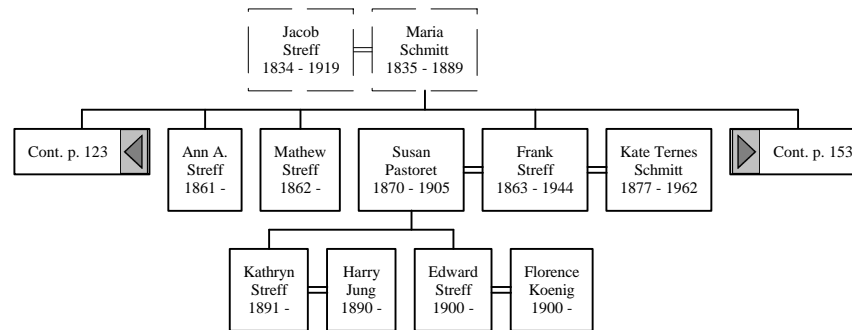 Jacob
Streff
1834 - 1919
Maria
Schmitt
1835 - 1889
Cont. p. 123
Ann A.
Streff
1861 -
Mathew
Streff
1862 -
Susan
Pastoret
1870 - 1905
Frank
Streff
1863 - 1944
Kate Ternes
Schmitt
1877 - 1962
Cont. p. 153
Kathryn
Streff
1891 -
Harry
Jung
1890 -
Edward
Streff
1900 -
Florence
Koenig
1900 -